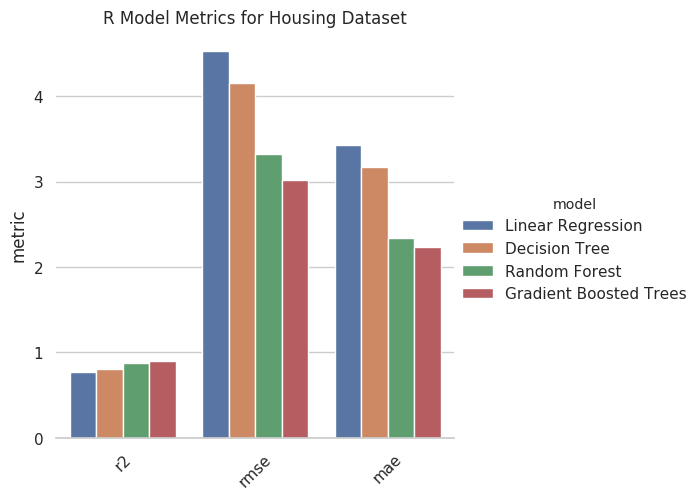 R Model Metrics for Housing Dataset
metric
4
3
2
1
0
r2
rmse
mae
model
Linear Regression
Decision Tree
Random Forest
Gradient Boosted Trees